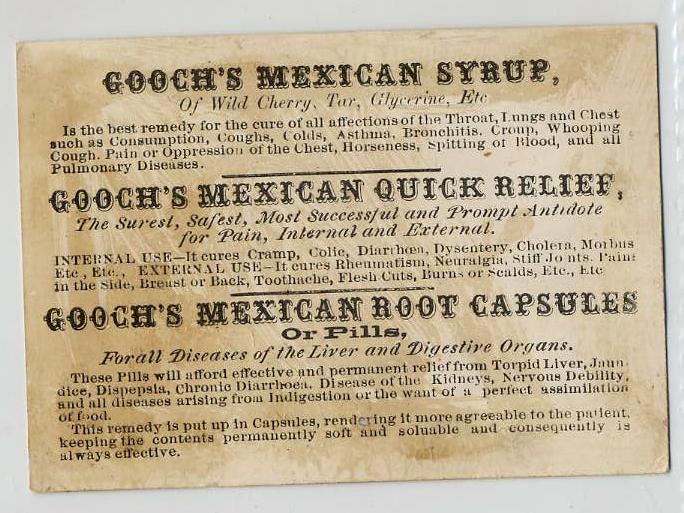 GOOCH'S MEXICAN SYRUP,
Of Wild Cherry, Tar, Glycerine, Etc
Is the best remedy for the cure of all affections of the Throat, Lungs and Chest
such as Consumption, Coughs, Colds, Asthma, Bronchitis. Croup, Whooping
Cough. Pain or Oppression of the Chest, Horseness, Spitting of Blood, and all
Pulmonary Diseases.
GOOCH'S MEXICAN QUICK RELIEF,
The Surest, Safest, Most Successful and Prompt Antidote
for Pain, Internal and External.
INTERNAL USE—It cures Cramp, Colic, Diarrhœa, Dysentery, Cholera, Morbus
Etc, Etc., EXTERNAL USE—It cures Rheumatism, Neuralgia, Stiff Jo nts. Pains
in the Side, Breast or Back, Toothache, Flesh Cuts, Burns or Scalds, Etc., Etc
GOOCH'S MEXICAN ROOT CAPSULES
Or Pills,
For all Diseases of the Liver and Digestive Organs.
These Pills will afford effective and permanent relief from Torpid Liver, Jaun
dice, Dispepsia, Chronic Diarrhoea. Disease of the Kidneys, Nervous Debility,
and all diseases arising from Indigestion or the want of a perfect assimilation
of food.
This remedy is put up in Capsules, rendering it more agreeable to the patient,
keeping the contents permanently soft and soluable and consequently is
always effective.